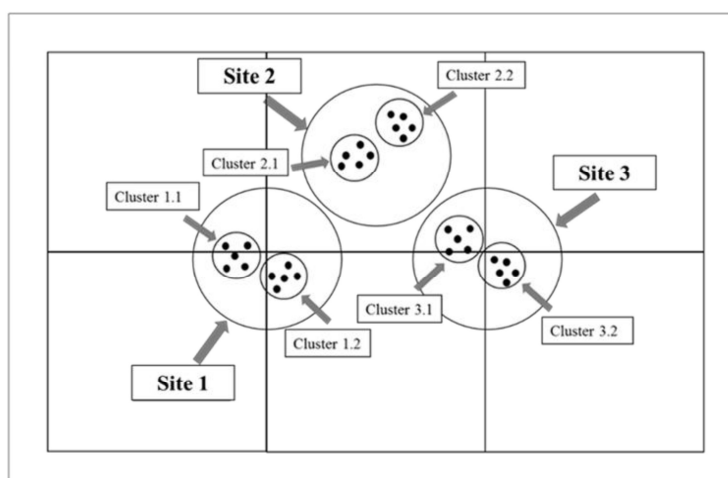 Site 2
Cluster 2.2
Cluster 2.1
Site 3
Cluster 1.1
Cluster 3.1
Cluster 3.2
Cluster 1.2
Site 1